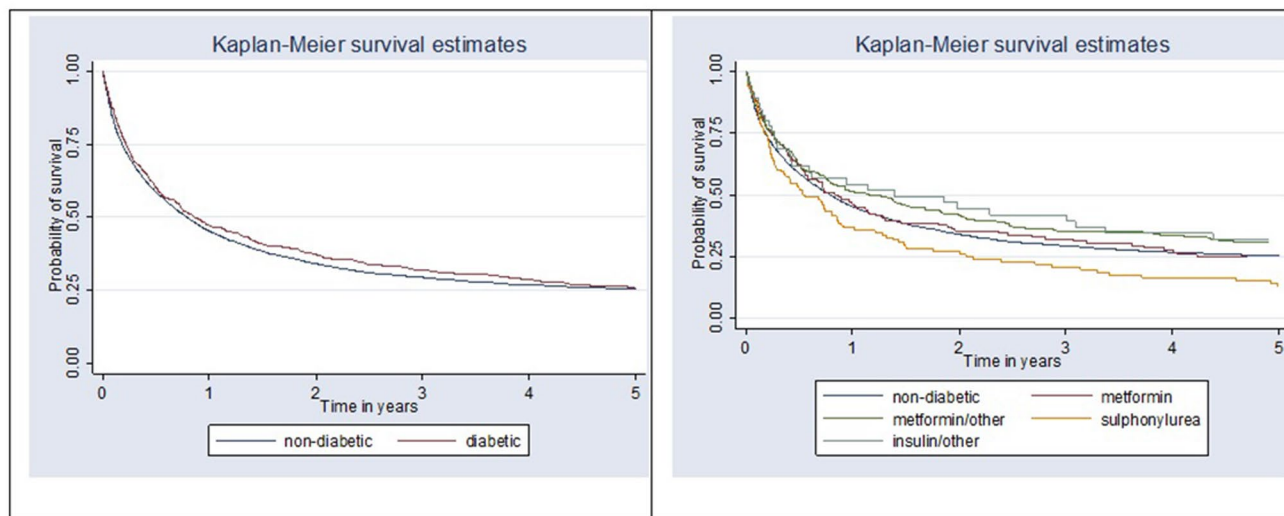 Kaplan-Meier survival estimates
Probability of survival
1.00
0.75
0.50
0.25
0.00
0 1 2 3 4 5
Time in years
non-diabetic diabetic
Kaplan-Meier survival estimates
Probability of survival
1.00
0.75
0.50
0.25
0.00
0 1 2 3 4 5
Time in years
non-diabetic metformin
metformin/other sulphonylurea
insulin/other